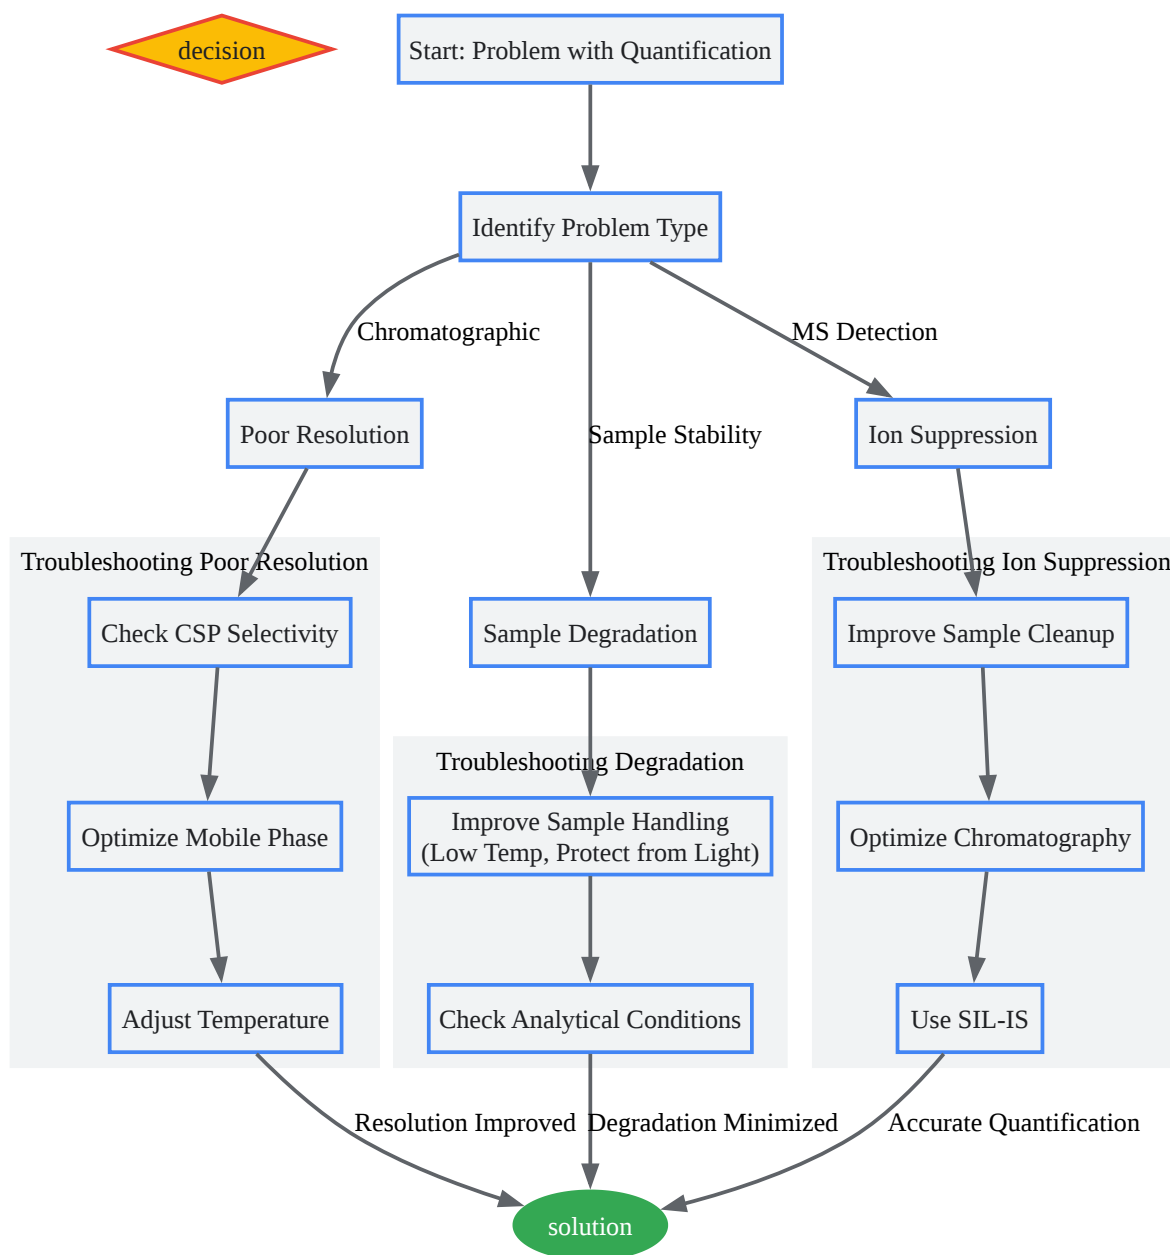 decision
Start: Problem with Quantification
Identify Problem Type
Chromatographic
MS Detection
Poor Resolution
Sample Stability
Ion Suppression
Troubleshooting Poor Resolution
Troubleshooting Ion Suppression
Check CSP Selectivity
Sample Degradation
Improve Sample Cleanup
Troubleshooting Degradation
Optimize Mobile Phase
Improve Sample Handling
(Low Temp, Protect from Light)
Optimize Chromatography
Adjust Temperature
Check Analytical Conditions
Use SIL-IS
Resolution Improved
Degradation Minimized
Accurate Quantification
solution